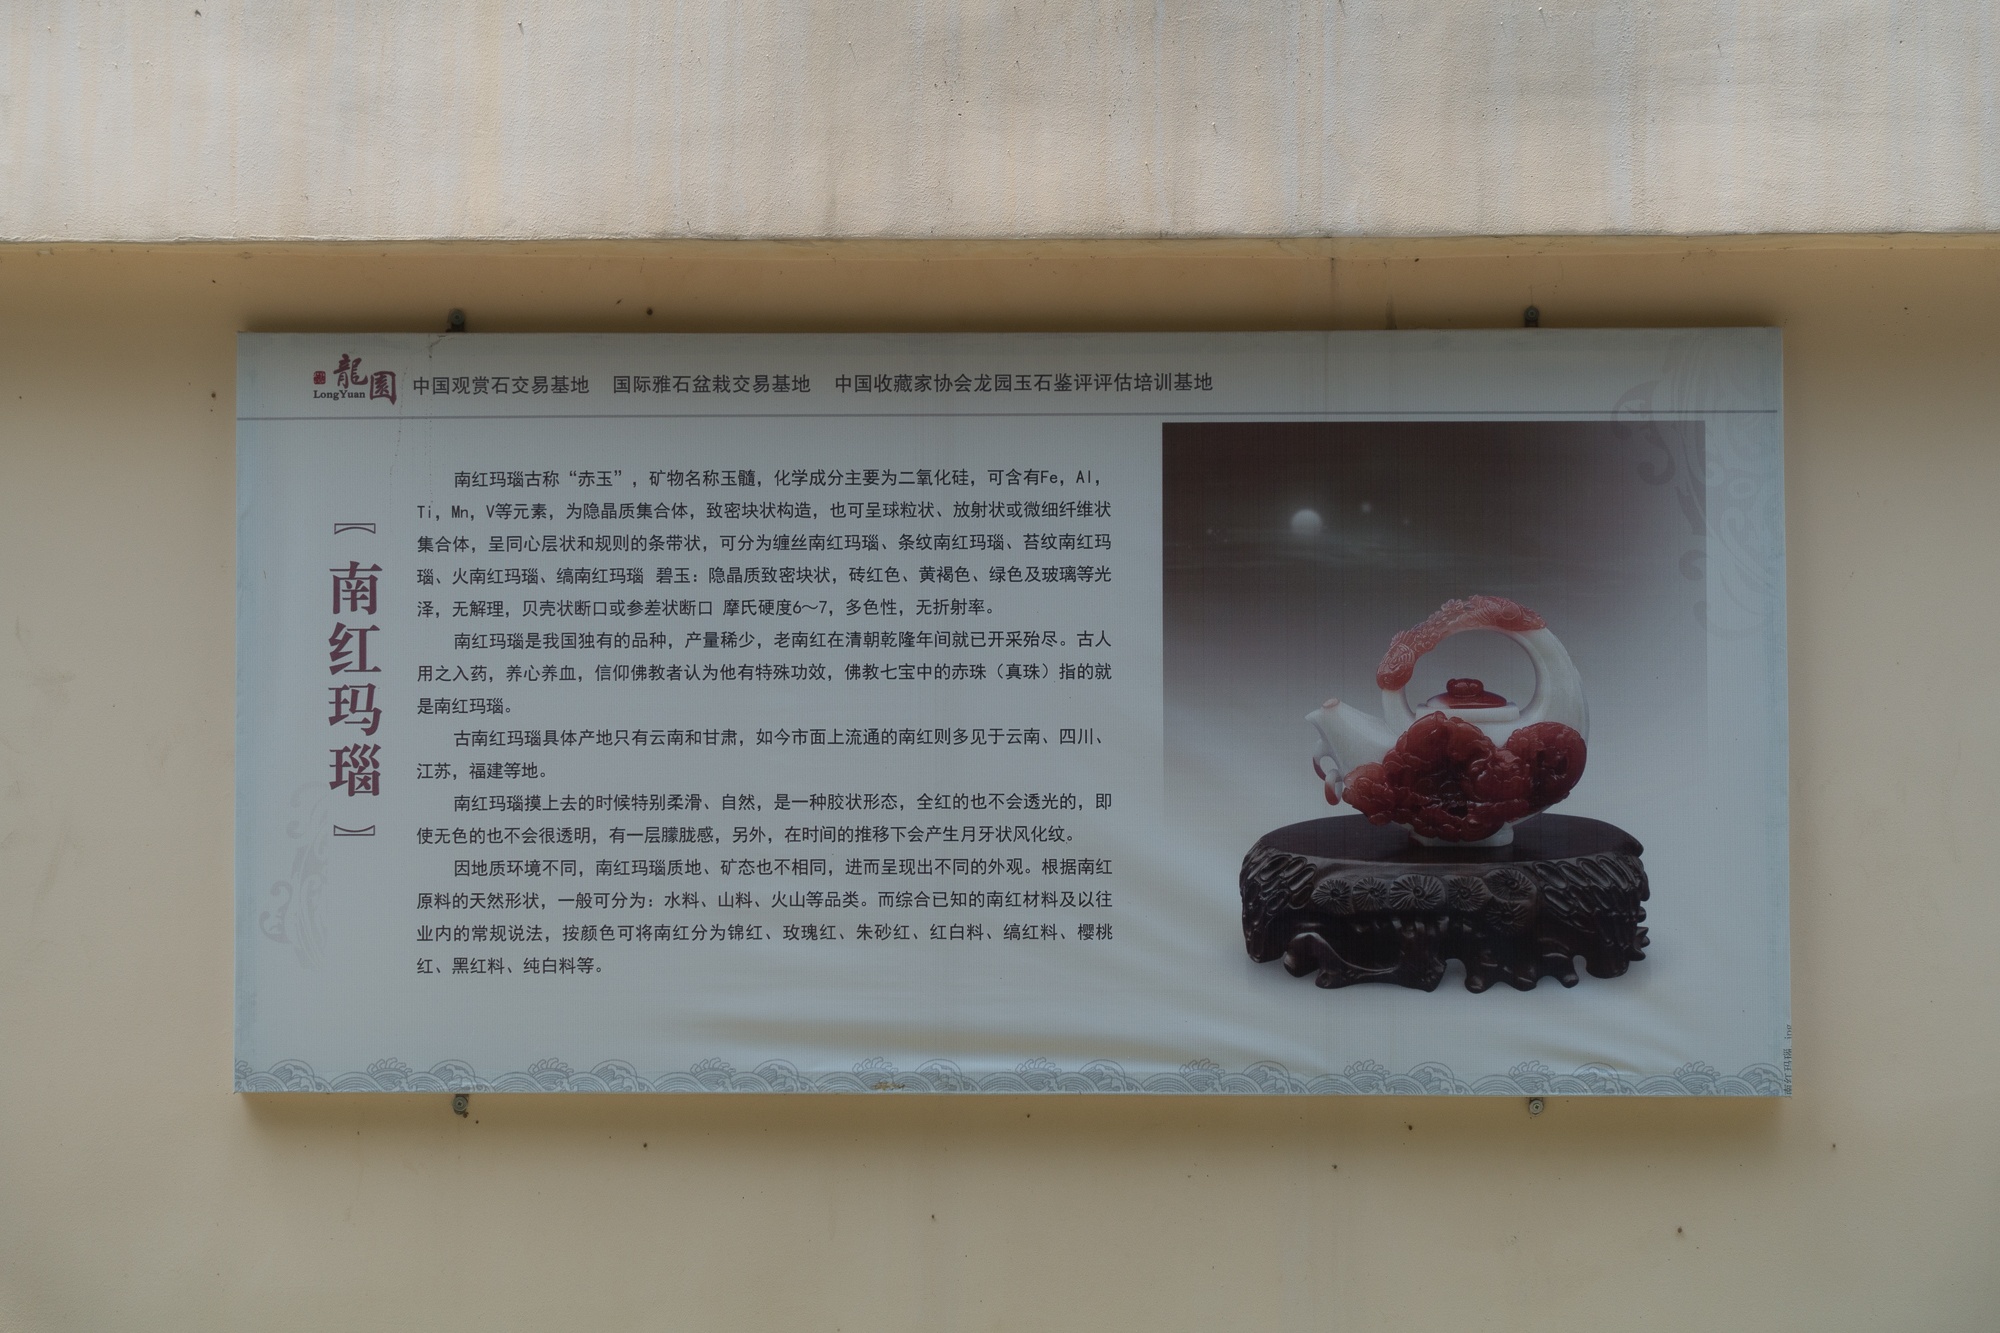 龍園
LongYuan
中国观赏石交易基地 国际雅石盆栽交易基地 中国收藏家协会龙园玉石鉴评评估培训基地
【南红玛瑙】
南红玛瑙古称“赤玉”，矿物名称玉髓，化学成分主要为二氧化硅，可含有Fe，Al，
Ti，Mn，V等元素，为隐晶质集合体，致密块状构造，也可呈球粒状、放射状或微细纤维状
集合体，呈同心层状和规则的条带状，可分为缠丝南红玛瑙、条纹南红玛瑙、苔纹南红玛
瑙、火南红玛瑙、缟南红玛瑙 碧玉：隐晶质致密块状，砖红色、黄褐色、绿色及玻璃等光
泽，无解理，贝壳状断口或参差状断口 摩氏硬度6～7，多色性，无折射率。
南红玛瑙是我国独有的品种，产量稀少，老南红在清朝乾隆年间就已开采殆尽。古人
用之入药，养心养血，信仰佛教者认为他有特殊功效，佛教七宝中的赤珠（真珠）指的就
是南红玛瑙。
古南红玛瑙具体产地只有云南和甘肃，如今市面上流通的南红则多见于云南、四川、
江苏，福建等地。
南红玛瑙摸上去的时候特别柔滑、自然，是一种胶状形态，全红的也不会透光的，即
使无色的也不会很透明，有一层朦胧感，另外，在时间的推移下会产生月牙状风化纹。
因地质环境不同，南红玛瑙质地、矿态也不相同，进而呈现出不同的外观。根据南红
原料的天然形状，一般可分为：水料、山料、火山等品类。而综合已知的南红材料及以往
业内的常规说法，按颜色可将南红分为锦红、玫瑰红、朱砂红、红白料、缟红料、樱桃
红、黑红料、纯白料等。
南红玛瑙